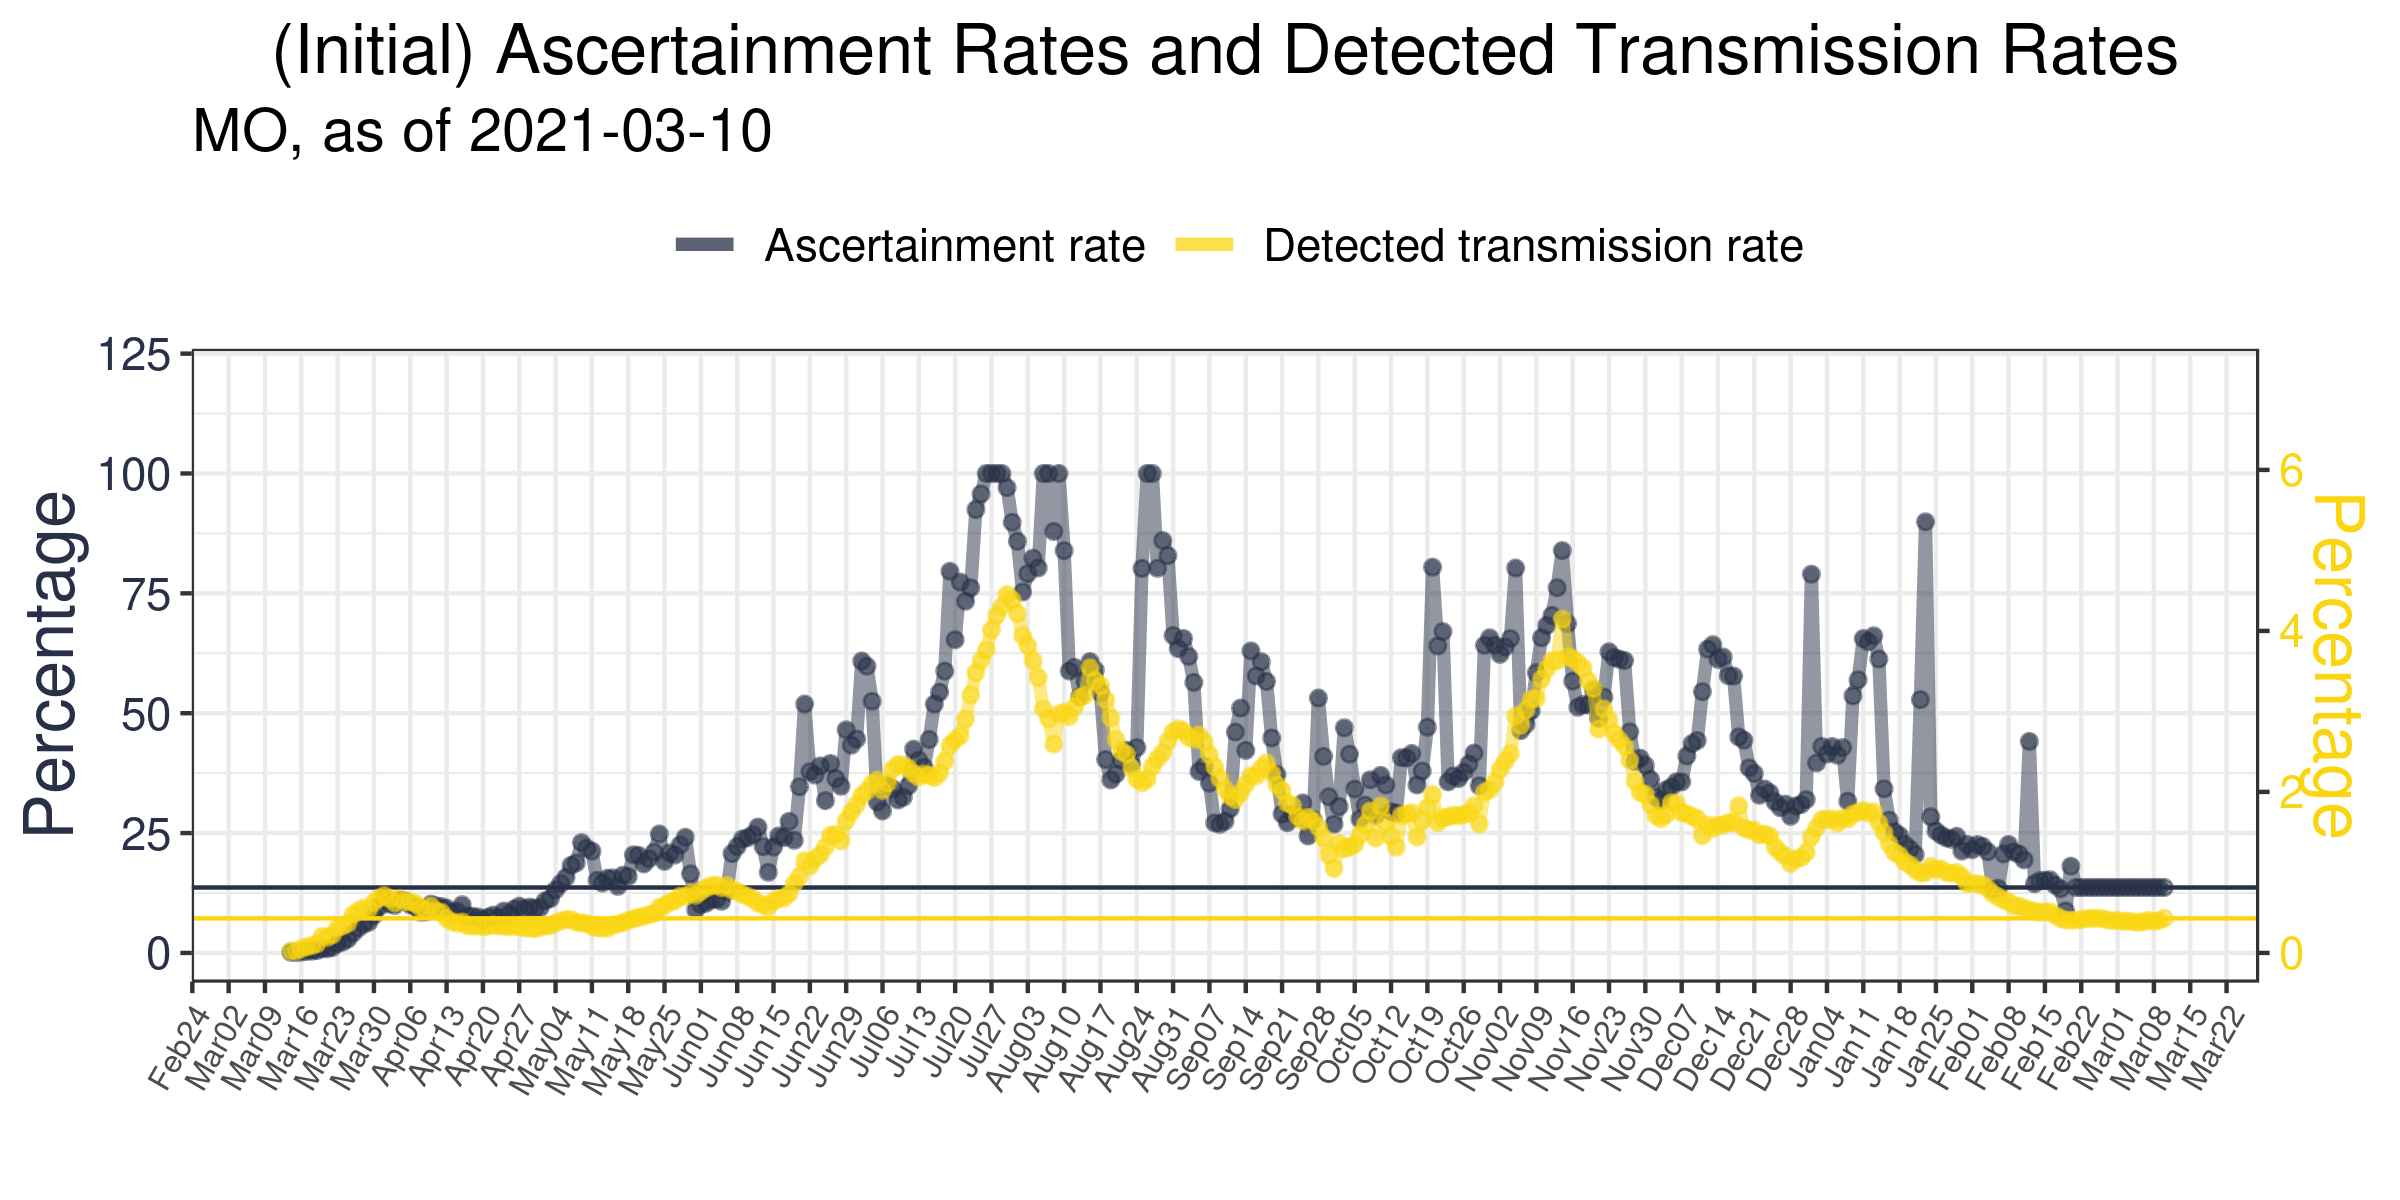 (Initial) Ascertainment Rates and Detected Transmission Rates
MO, as of 2021-03-10
Ascertainment rate
Detected transmission rate
Percentage
125
100
75
50
25
0
6
4
2
0
Percentage
Feb24
Mar02
Mar09
Mar16
Mar23
Mar30
Apr06
Apr13
Apr20
Apr27
May04
May11
May18
May25
Jun01
Jun08
Jun15
Jun22
Jun29
Jul06
Jul13
Jul20
Jul27
Aug03
Aug10
Aug17
Aug24
Aug31
Sep07
Sep14
Sep21
Sep28
Oct05
Oct12
Oct19
Oct26
Nov02
Nov09
Nov16
Nov23
Nov30
Dec07
Dec14
Dec21
Dec28
Jan04
Jan11
Jan18
Jan25
Feb01
Feb08
Feb15
Feb22
Mar01
Mar08
Mar15
Mar22